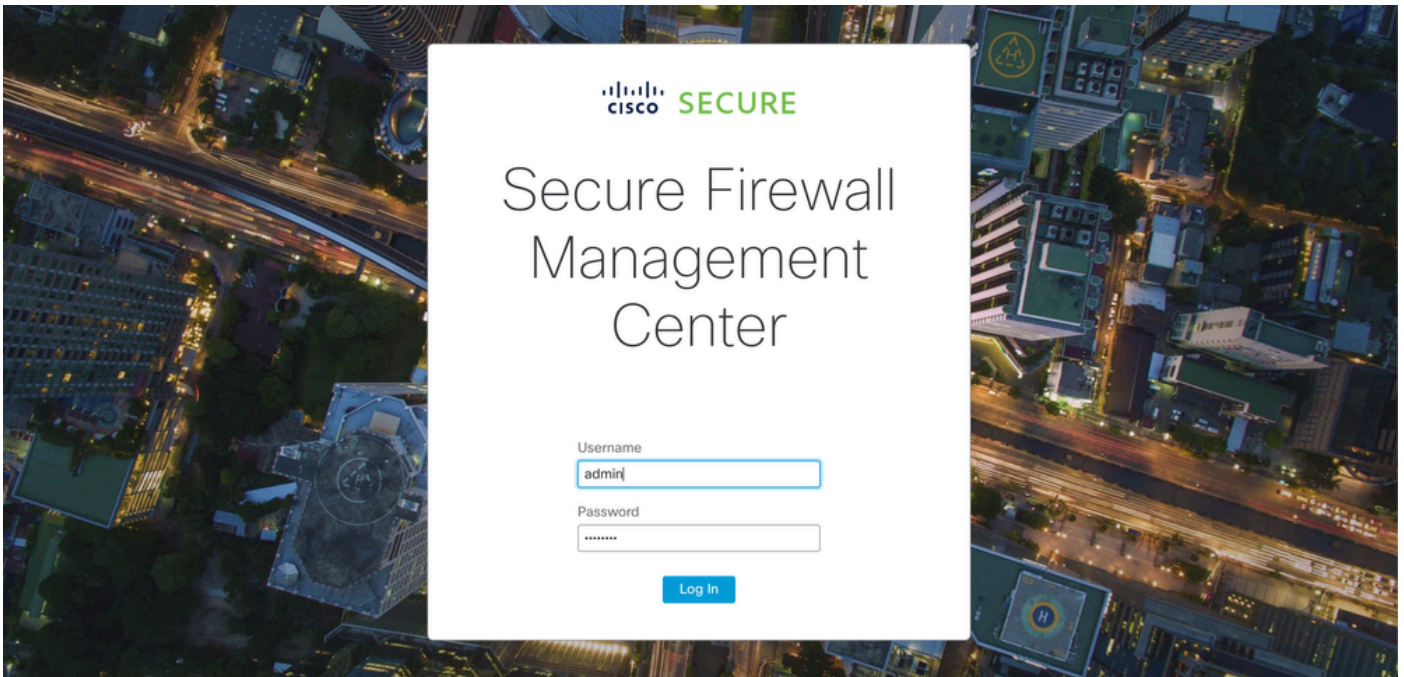 CISCO SECURE
Secure Firewall
Management
Center
Username
admin
Password
••••••••
Log In
H